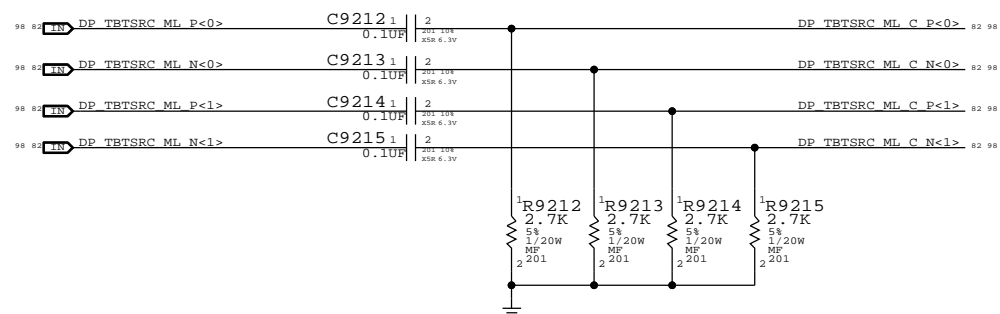 98 82 IN DP_TBTSRC_ML_P<0> C9212 1 2 DP_TBTSRC_ML_C_P<0> 82 98
0.1UF 201 10%
X5R 6.3V
98 82 IN DP_TBTSRC_ML_N<0> C9213 1 2 DP_TBTSRC_ML_C_N<0> 82 98
0.1UF 201 10%
X5R 6.3V
98 82 IN DP_TBTSRC_ML_P<1> C9214 1 2 DP_TBTSRC_ML_C_P<1> 82 98
0.1UF 201 10%
X5R 6.3V
98 82 IN DP_TBTSRC_ML_N<1> C9215 1 2 DP_TBTSRC_ML_C_N<1> 82 98
0.1UF 201 10%
X5R 6.3V
1 R9212 1 R9213 1 R9214 1 R9215
2.7K 2.7K 2.7K 2.7K
5% 5% 5% 5%
1/20W 1/20W 1/20W 1/20W
MF MF MF MF
2 201 2 201 2 201 2 201